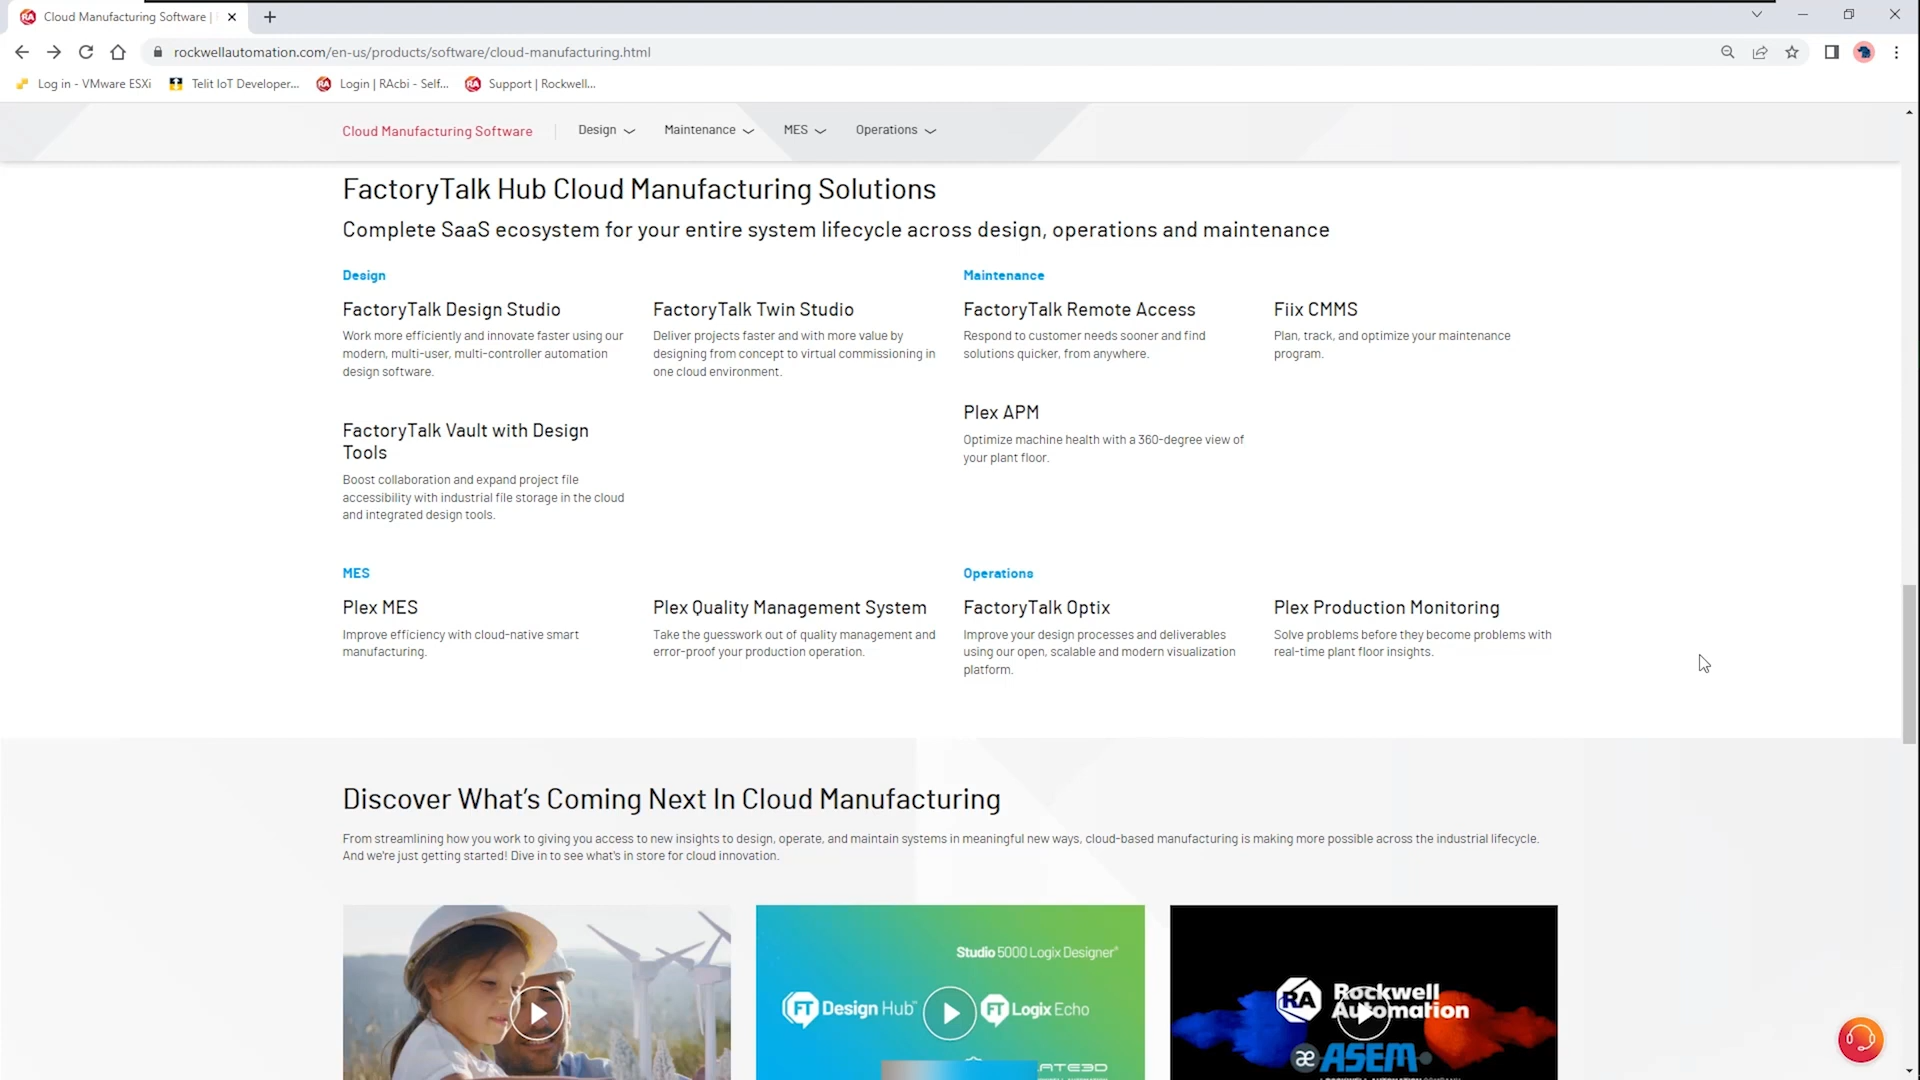 Cloud Manufacturing Software |
rockwellautomation.com/en-us/products/software/cloud-manufacturing.html
Log in - VMware ESXi
Telit IoT Developer...
Login | RAcbi - Self...
Support | Rockwell...
Cloud Manufacturing Software
Design
Maintenance
MES
Operations
FactoryTalk Hub Cloud Manufacturing Solutions
Complete SaaS ecosystem for your entire system lifecycle across design, operations and maintenance
Design
FactoryTalk Design Studio
Work more efficiently and innovate faster using our
modern, multi-user, multi-controller automation
design software.
FactoryTalk Twin Studio
Deliver projects faster and with more value by
designing from concept to virtual commissioning in
one cloud environment.
FactoryTalk Vault with Design
Tools
Boost collaboration and expand project file
accessibility with industrial file storage in the cloud
and integrated design tools.
Maintenance
FactoryTalk Remote Access
Respond to customer needs sooner and find
solutions quicker, from anywhere.
Fiix CMMS
Plan, track, and optimize your maintenance
program.
Plex APM
Optimize machine health with a 360-degree view of
your plant floor.
MES
Plex MES
Improve efficiency with cloud-native smart
manufacturing.
Plex Quality Management System
Take the guesswork out of quality management and
error-proof your production operation.
Operations
FactoryTalk Optix
Improve your design processes and deliverables
using our open, scalable and modern visualization
platform.
Plex Production Monitoring
Solve problems before they become problems with
real-time plant floor insights.
Discover What's Coming Next In Cloud Manufacturing
From streamlining how you work to giving you access to new insights to design, operate, and maintain systems in meaningful new ways, cloud-based manufacturing is making more possible across the industrial lifecycle.
And we're just getting started! Dive in to see what's in store for cloud innovation.
Studio 5000 Logix Designer®
FT Design Hub™
FT Logix Echo
RA Rockwell
Automation
æ ASEM